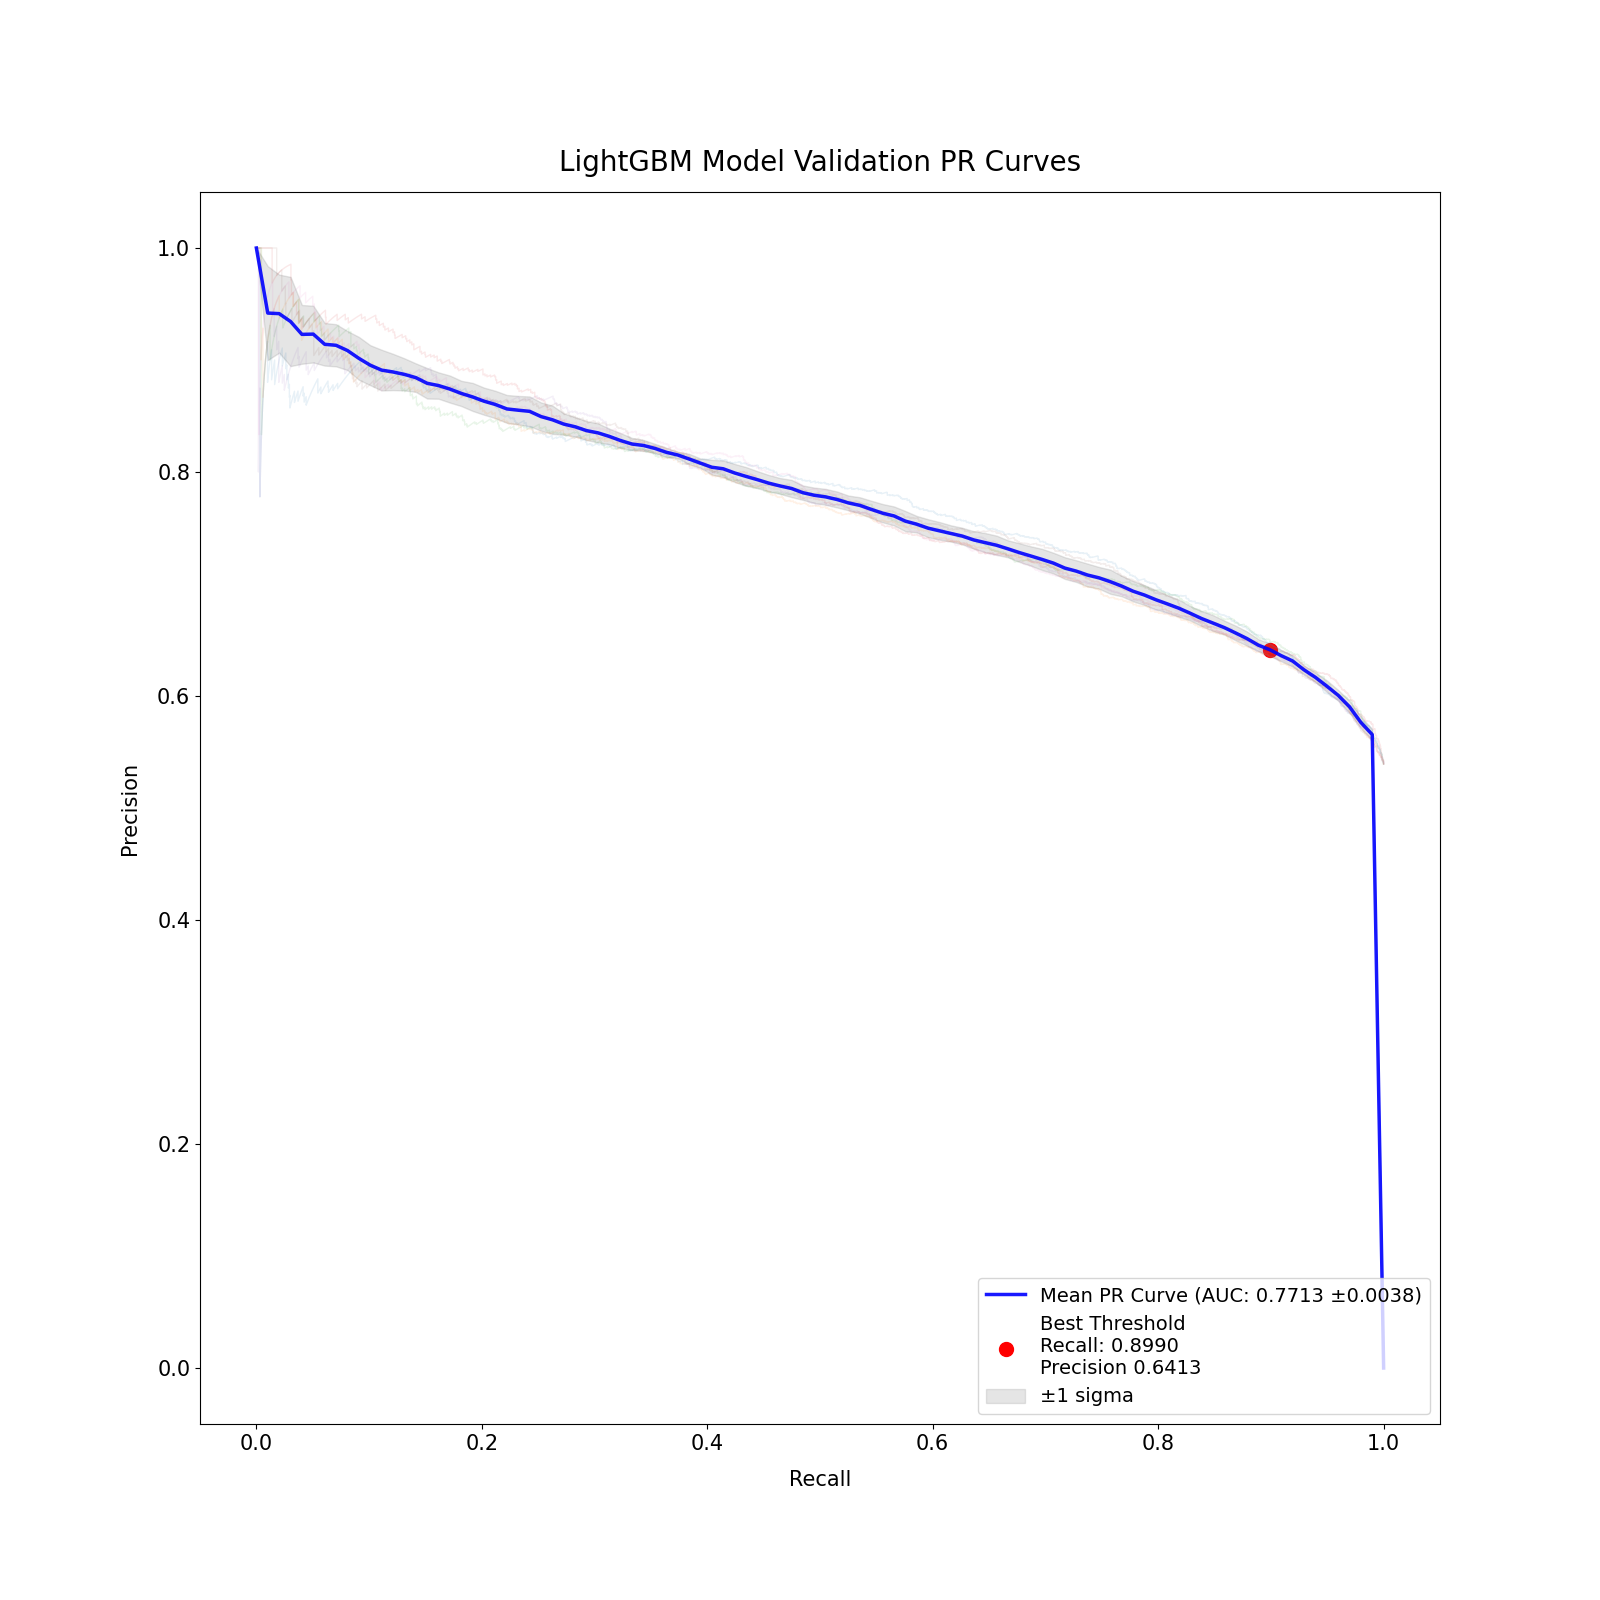 LightGBM Model Validation PR Curves
1.0
0.8
0.6
0.4
0.2
0.0
Precision
0.0 0.2 0.4 0.6 0.8 1.0
Recall
Mean PR Curve (AUC: 0.7713 ±0.0038)
Best Threshold
Recall: 0.8990
Precision 0.6413
±1 sigma